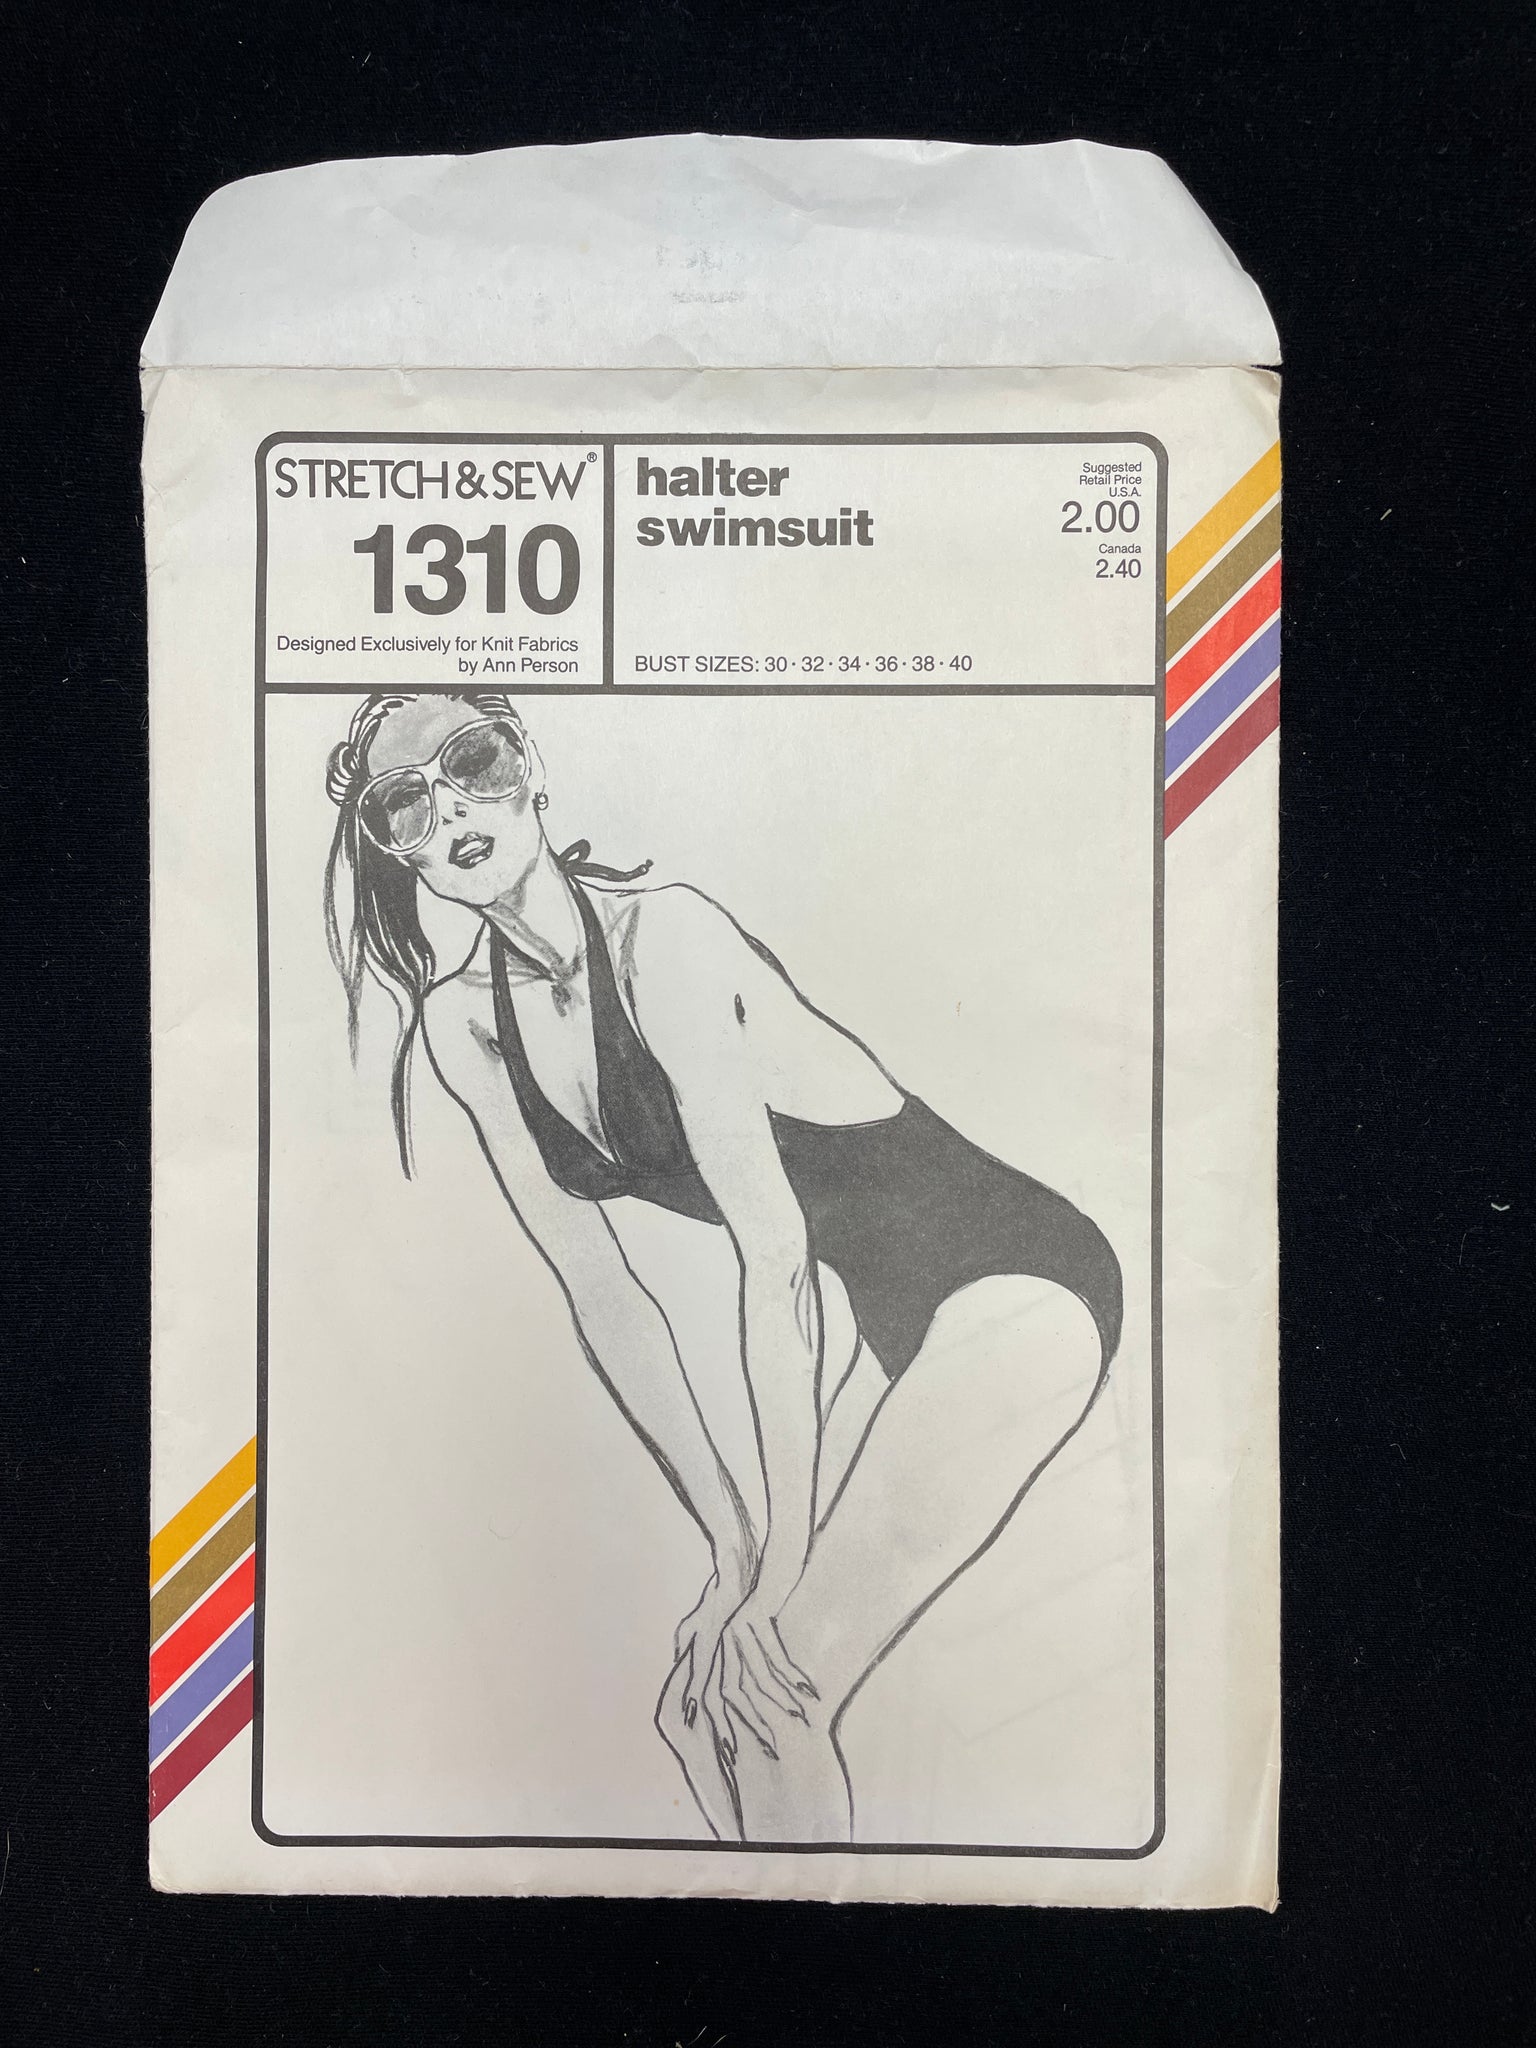 STRETCH & SEW®
1310
Designed Exclusively for Knit Fabrics
by Ann Person
halter
swimsuit
BUST SIZES: 30 · 32 · 34 · 36 · 38 · 40
Suggested
Retail Price
U.S.A.
2.00
Canada
2.40